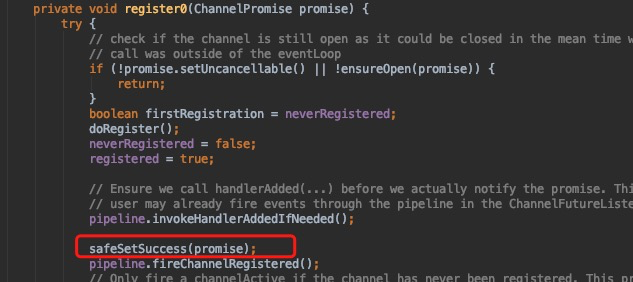 private void register0(ChannelPromise promise) {
try {
// check if the channel is still open as it could be closed in the mean time w
// call was outside of the eventLoop
if (!promise.setUncancellable() || !ensureOpen(promise)) {
return;
}
boolean firstRegistration = neverRegistered;
doRegister();
neverRegistered = false;
registered = true;
// Ensure we call handlerAdded(...) before we actually notify the promise. Thi
// user may already fire events through the pipeline in the ChannelFutureListe
pipeline.invokeHandlerAddedIfNeeded();
safeSetSuccess(promise);
pipeline.fireChannelRegistered();
// Only fire a channelActive if the channel has never been registered. This pr